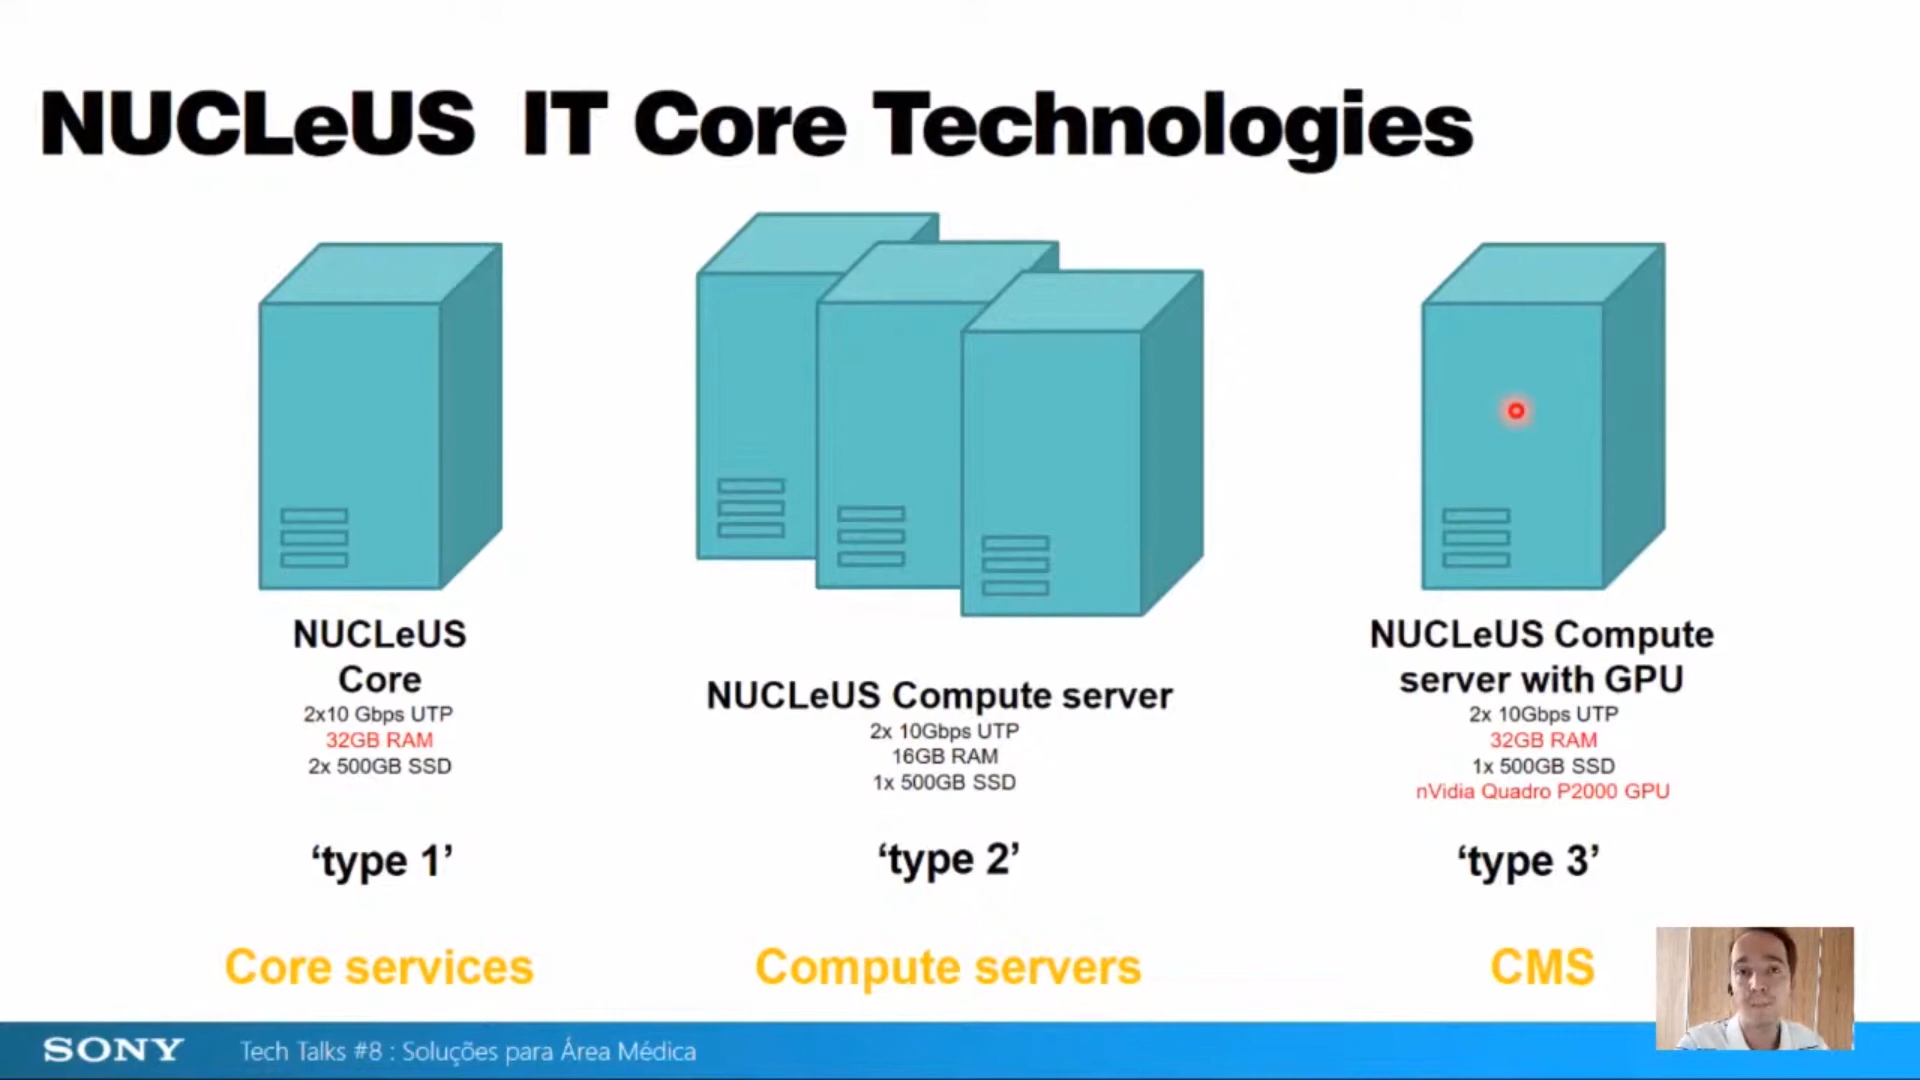 NUCLeUS IT Core Technologies
NUCLeUS
Core
2x10 Gbps UTP
32GB RAM
2x 500GB SSD
'type 1'
Core services
NUCLeUS Compute server
2x 10Gbps UTP
16GB RAM
1x 500GB SSD
'type 2'
Compute servers
NUCLeUS Compute
server with GPU
2x 10Gbps UTP
32GB RAM
1x 500GB SSD
nVidia Quadro P2000 GPU
'type 3'
CMS
SONY
Tech Talks #8 : Soluções para Área Médica